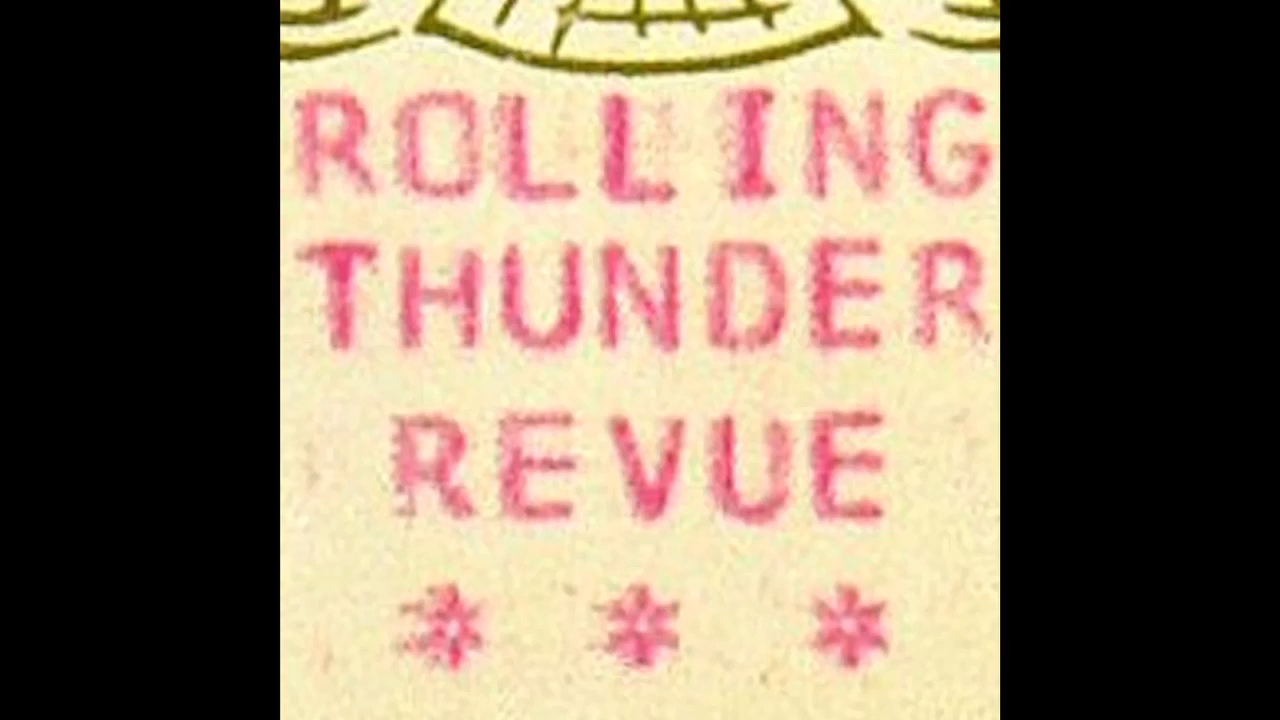 ROLLING
THUNDER
REVUE
* * *